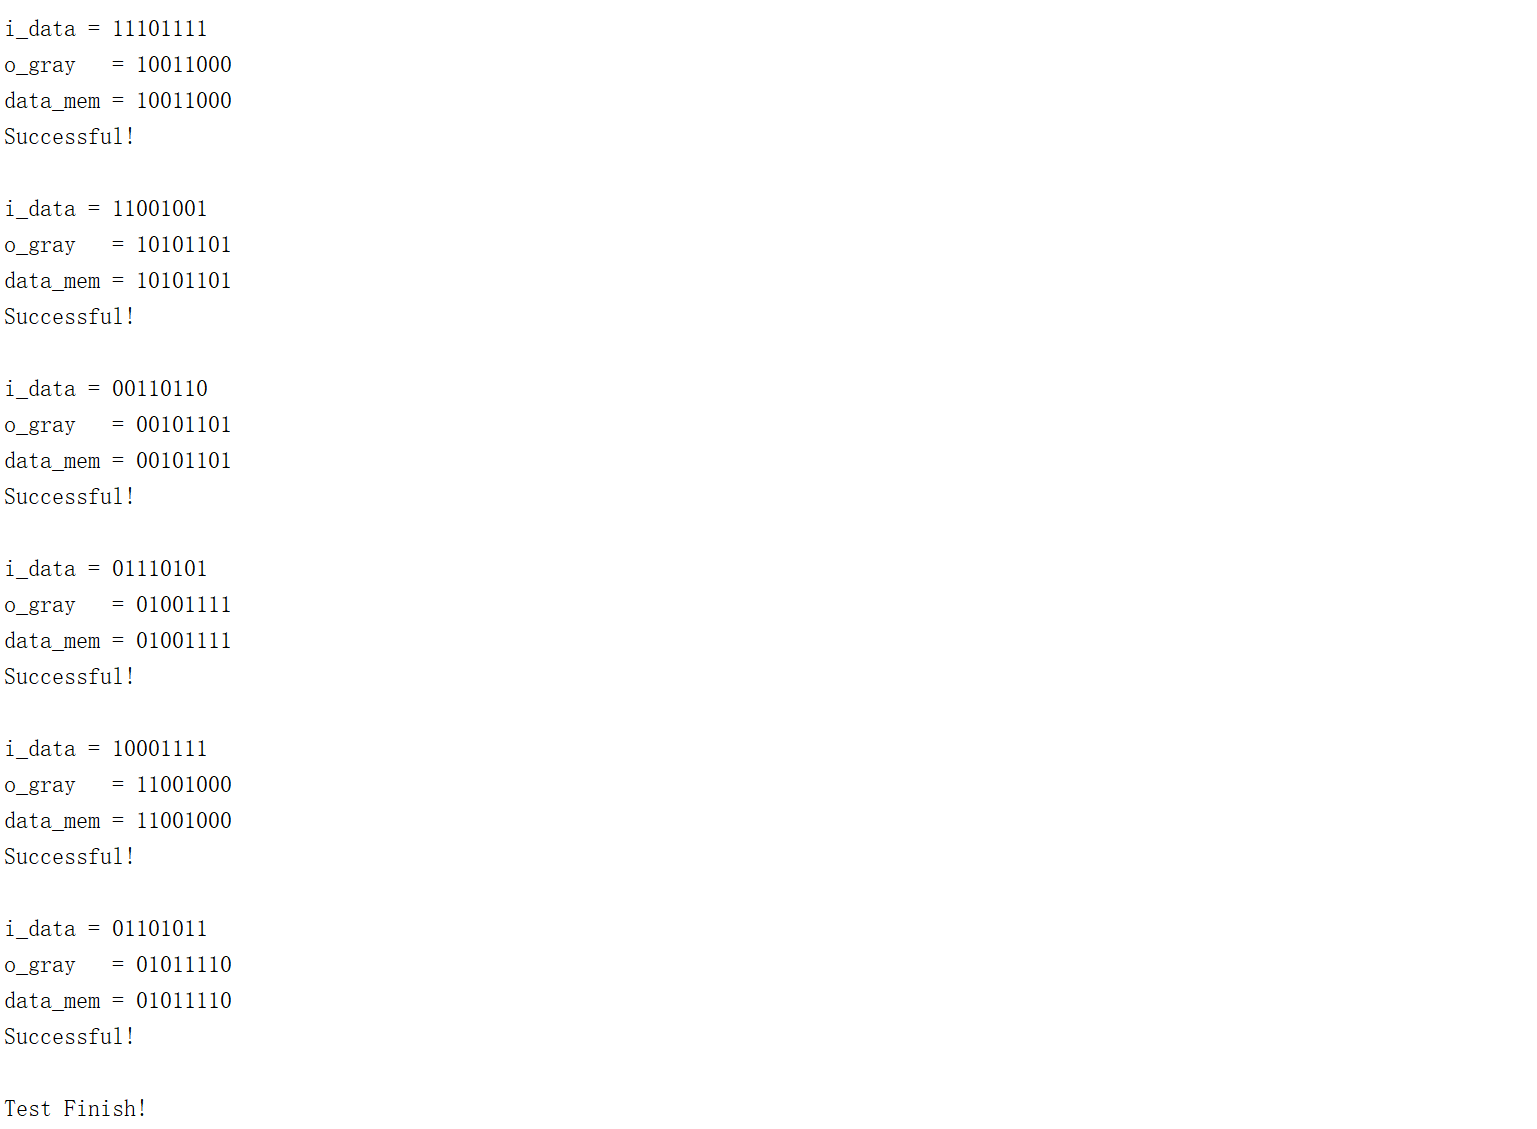 i_data = 11101111
o_gray   = 10011000
data_mem = 10011000
Successful!

i_data = 11001001
o_gray   = 10101101
data_mem = 10101101
Successful!

i_data = 00110110
o_gray   = 00101101
data_mem = 00101101
Successful!

i_data = 01110101
o_gray   = 01001111
data_mem = 01001111
Successful!

i_data = 10001111
o_gray   = 11001000
data_mem = 11001000
Successful!

i_data = 01101011
o_gray   = 01011110
data_mem = 01011110
Successful!

Test Finish!